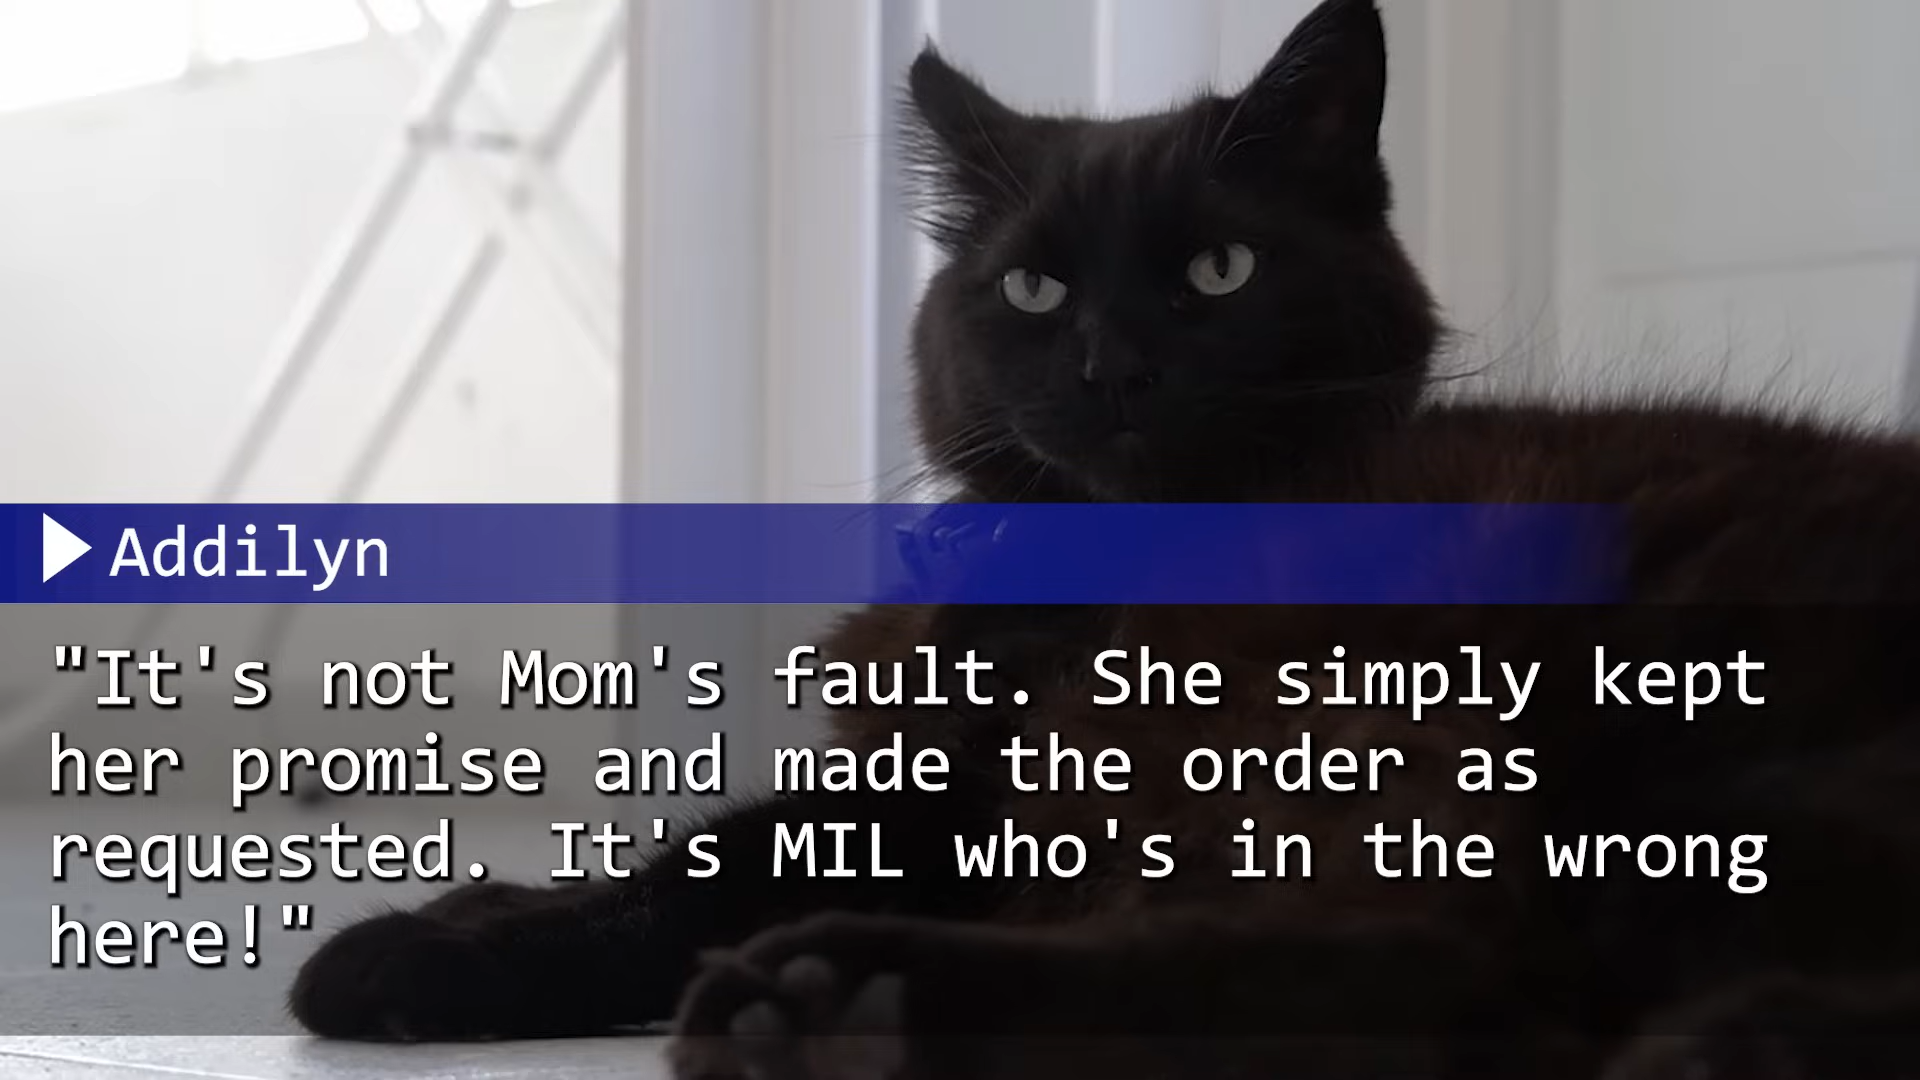 Addilyn
"It's not Mom's fault. She simply kept
her promise and made the order as
requested. It's MIL who's in the wrong
here!"